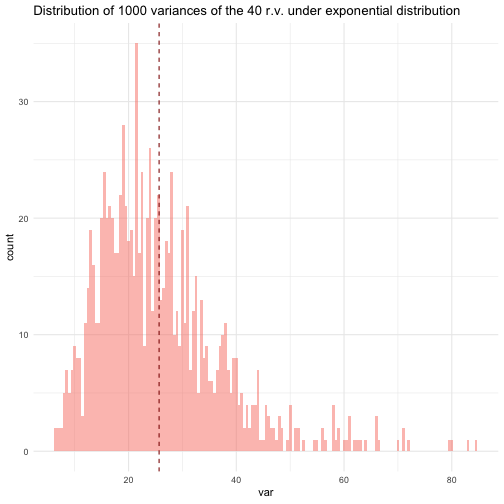 Distribution of 1000 variances of the 40 r.v. under exponential distribution
30
20
10
0
count
20
40
60
80
var